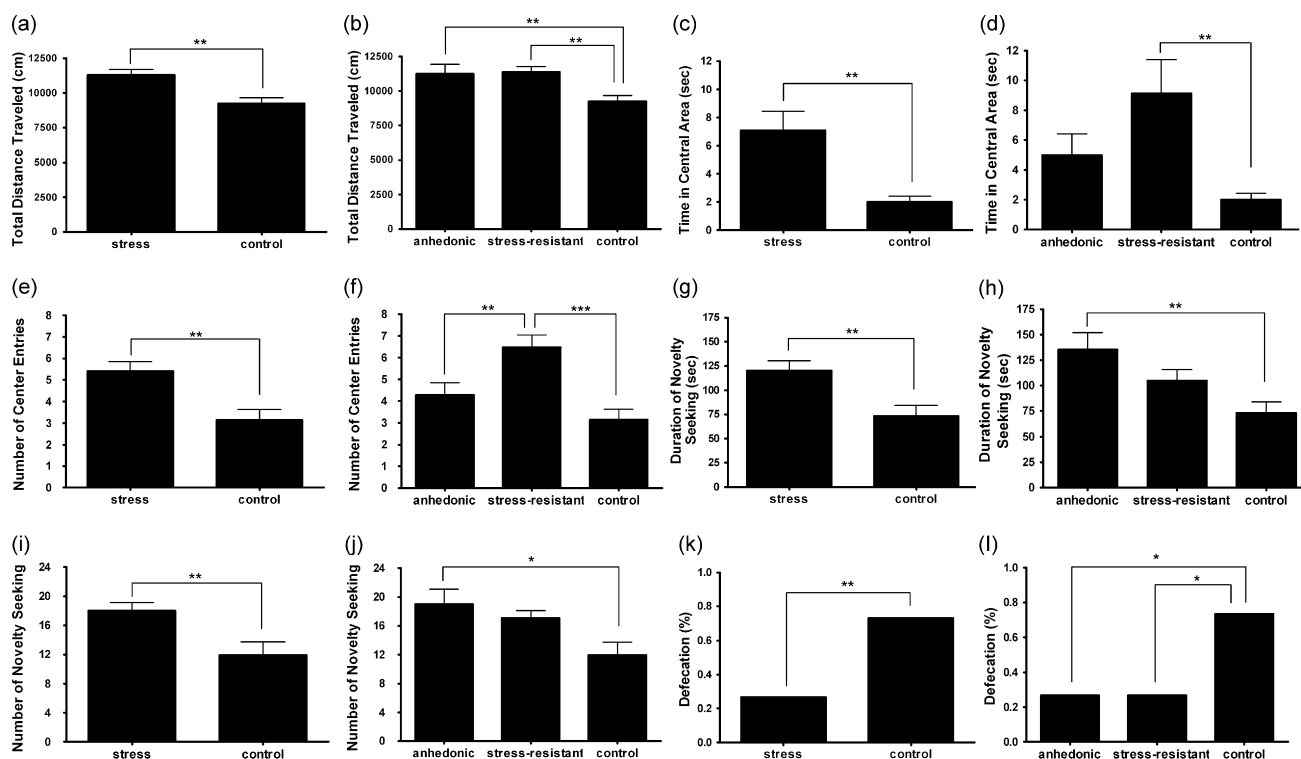 (a)
Total Distance Traveled (cm)
12500
10000
7500
5000
2500
0
**
stress control
(b)
Total Distance Traveled (cm)
12500
10000
7500
5000
2500
0
**
**
anhedonic stress-resistant control
(c)
Time in Central Area (sec)
12
10
8
6
4
2
0
**
stress control
(d)
Time in Central Area (sec)
12
10
8
6
4
2
0
**
anhedonic stress-resistant control
(e)
Number of Center Entries
8
7
6
5
4
3
2
1
0
**
stress control
(f)
Number of Center Entries
8
7
6
5
4
3
2
1
0
** ***
anhedonic stress-resistant control
(g)
Duration of Novelty
Seeking (sec)
175
150
125
100
75
50
25
0
**
stress control
(h)
Duration of Novelty
Seeking (sec)
175
150
125
100
75
50
25
0
**
anhedonic stress-resistant control
(i)
Number of Novelty Seeking
24
20
16
12
8
4
0
**
stress control
(j)
Number of Novelty Seeking
24
20
16
12
8
4
0
*
anhedonic stress-resistant control
(k)
Defecation (%)
1.0
0.8
0.6
0.4
0.2
0.0
**
stress control
(l)
Defecation (%)
1.0
0.8
0.6
0.4
0.2
0.0
*
*
anhedonic stress-resistant control